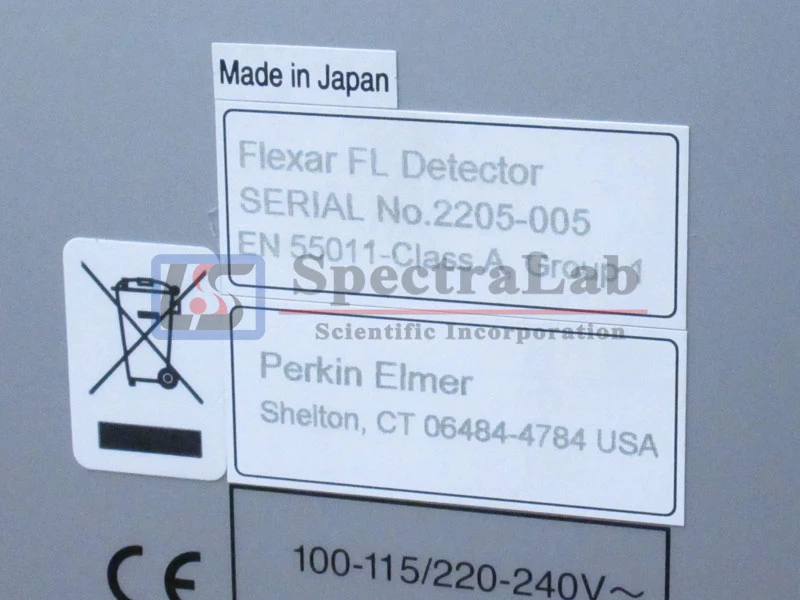 Made in Japan
Flexar FL Detector
SERIAL No.2205-005
EN 55011-Class A, Group 1
SpectraLab
Scientific Incorporation
Perkin Elmer
Shelton, CT 06484-4784 USA
CE
100-115/220-240V~